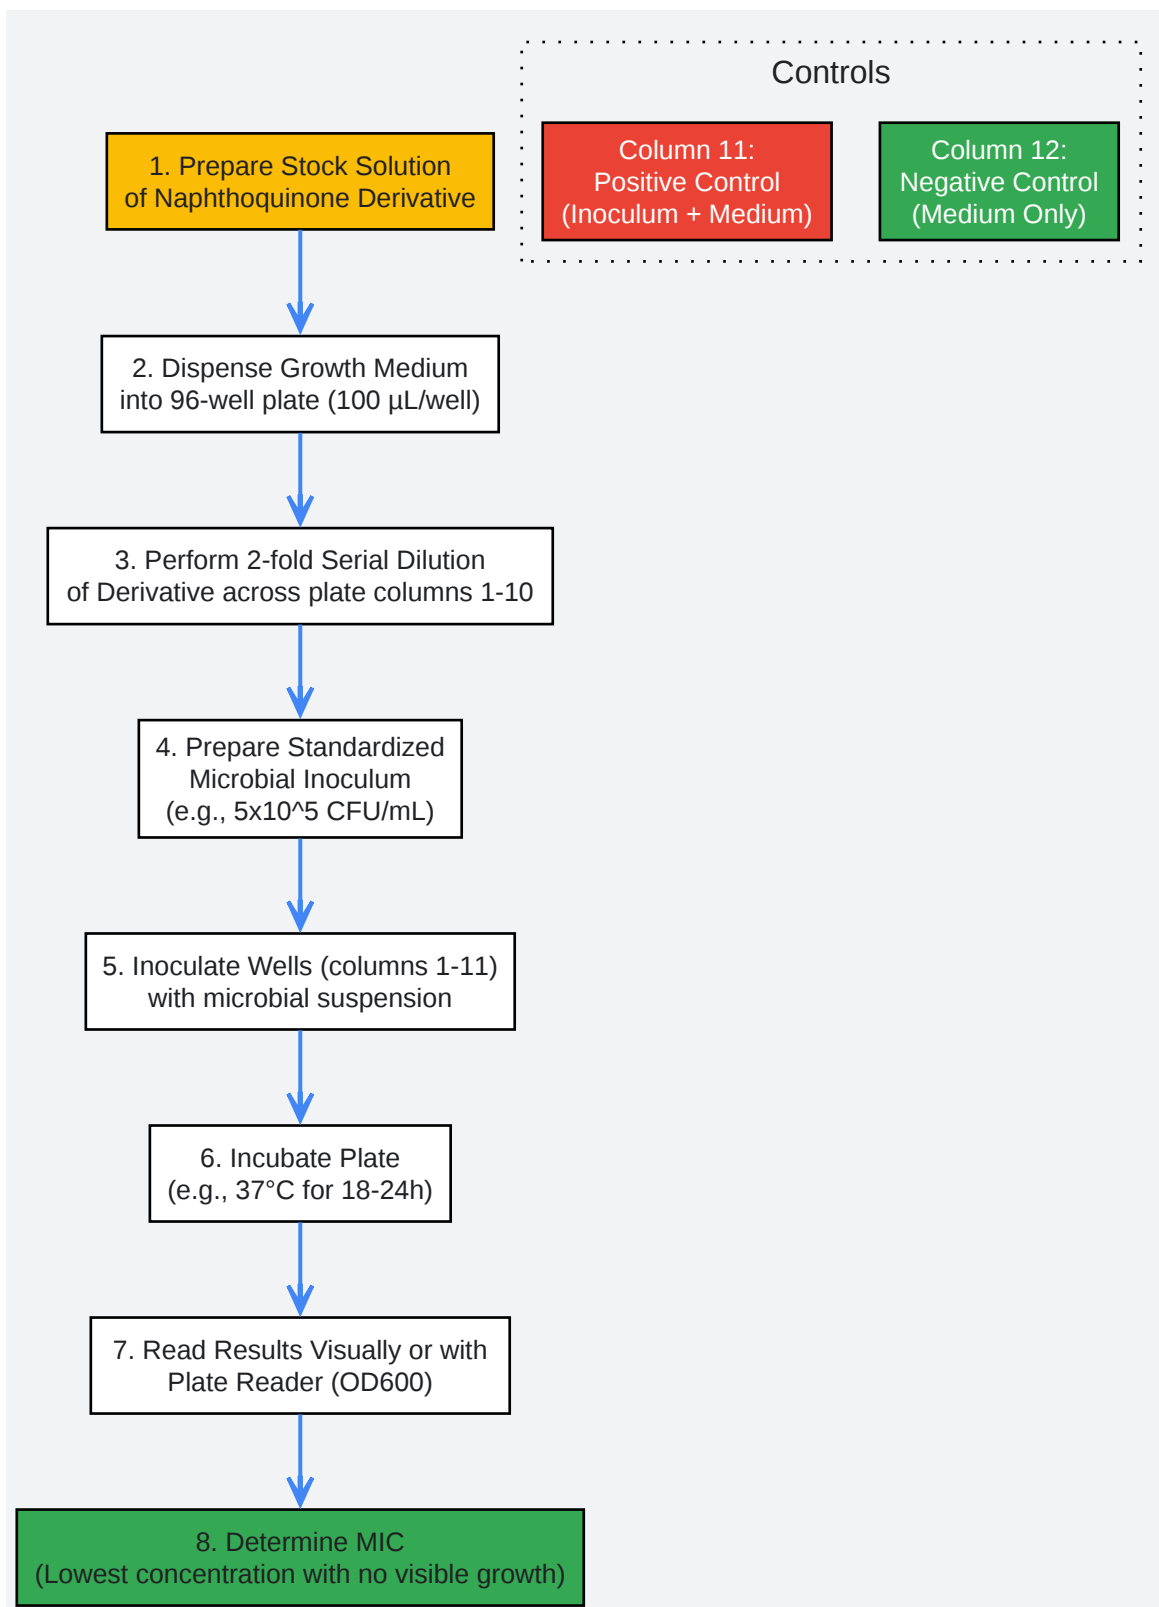 Controls
Column 11:
Positive Control
(Inoculum + Medium)
Column 12:
Negative Control
(Medium Only)
1. Prepare Stock Solution
of Naphthoquinone Derivative
2. Dispense Growth Medium
into 96-well plate (100 µL/well)
3. Perform 2-fold Serial Dilution
of Derivative across plate columns 1-10
4. Prepare Standardized
Microbial Inoculum
(e.g., 5x10^5 CFU/mL)
5. Inoculate Wells (columns 1-11)
with microbial suspension
6. Incubate Plate
(e.g., 37°C for 18-24h)
7. Read Results Visually or with
Plate Reader (OD600)
8. Determine MIC
(Lowest concentration with no visible growth)